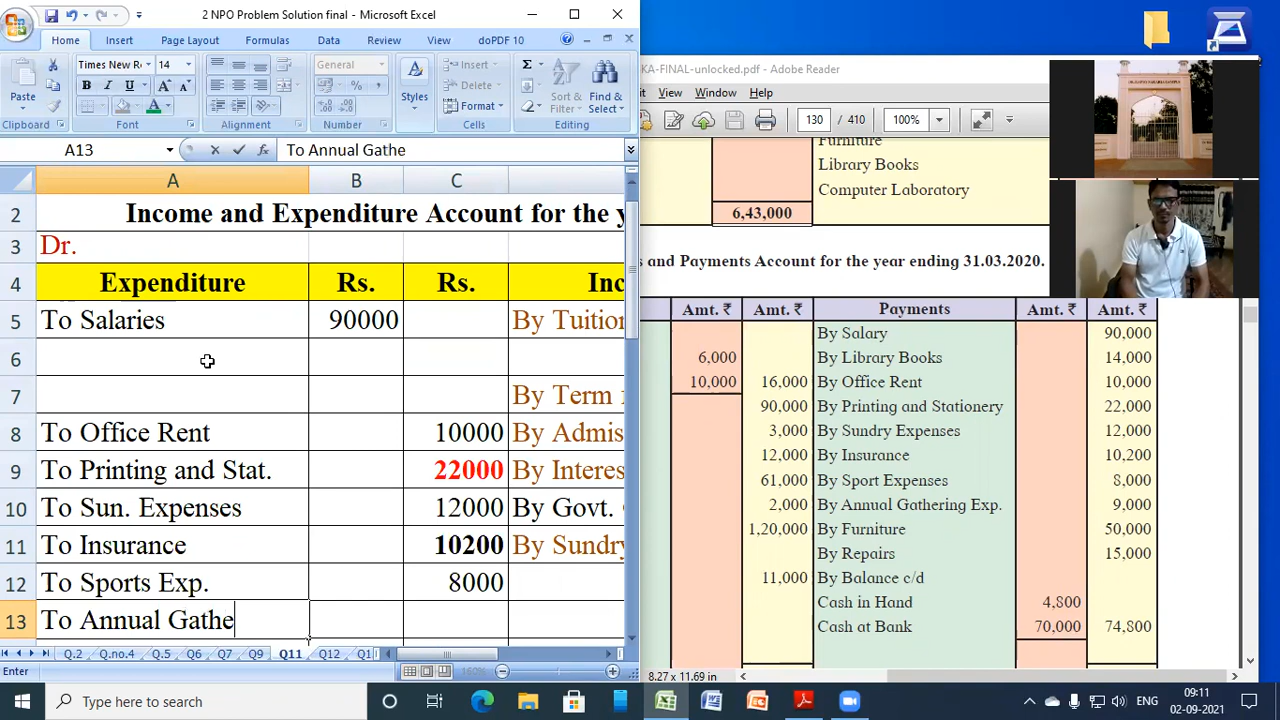 2 NPO Problem Solution final - Microsoft Excel
Home Insert Page Layout Formulas Data Review View doPDF 10
Times New Ro 14
General
Insert
Format
Paste
B I U
Styles
Sort & Filter
Find & Select
Clipboard Font Alignment Number Cells Editing
A13 To Annual Gathe
A B C
2 Income and Expenditure Account for the y
3 Dr.
4 Expenditure Rs. Rs. Inc
5 To Salaries 90000 By Tuition
6
7 By Term
8 To Office Rent 10000 By Admis
9 To Printing and Stat. 22000 By Interes
10 To Sun. Expenses 12000 By Govt.
11 To Insurance 10200 By Sundry
12 To Sports Exp. 8000
13 To Annual Gathe
Q.2 Q.no.4 Q.5 Q6 Q7 Q9 Q11 Q12 Q1
Enter 160%
KA-FINAL-unlocked.pdf - Adobe Reader
View Window Help
130 / 410 100%
Furniture
Library Books
Computer Laboratory
6,43,000
s and Payments Account for the year ending 31.03.2020.
Amt. ₹ Amt. ₹ Payments Amt. ₹ Amt. ₹
By Salary 90,000
6,000 By Library Books 14,000
10,000 16,000 By Office Rent 10,000
90,000 By Printing and Stationery 22,000
3,000 By Sundry Expenses 12,000
12,000 By Insurance 10,200
61,000 By Sport Expenses 8,000
2,000 By Annual Gathering Exp. 9,000
1,20,000 By Furniture 50,000
By Repairs 15,000
11,000 By Balance c/d
Cash in Hand 4,800
Cash at Bank 70,000 74,800
8.27 x 11.69 in
Type here to search
ENG
09:11
02-09-2021